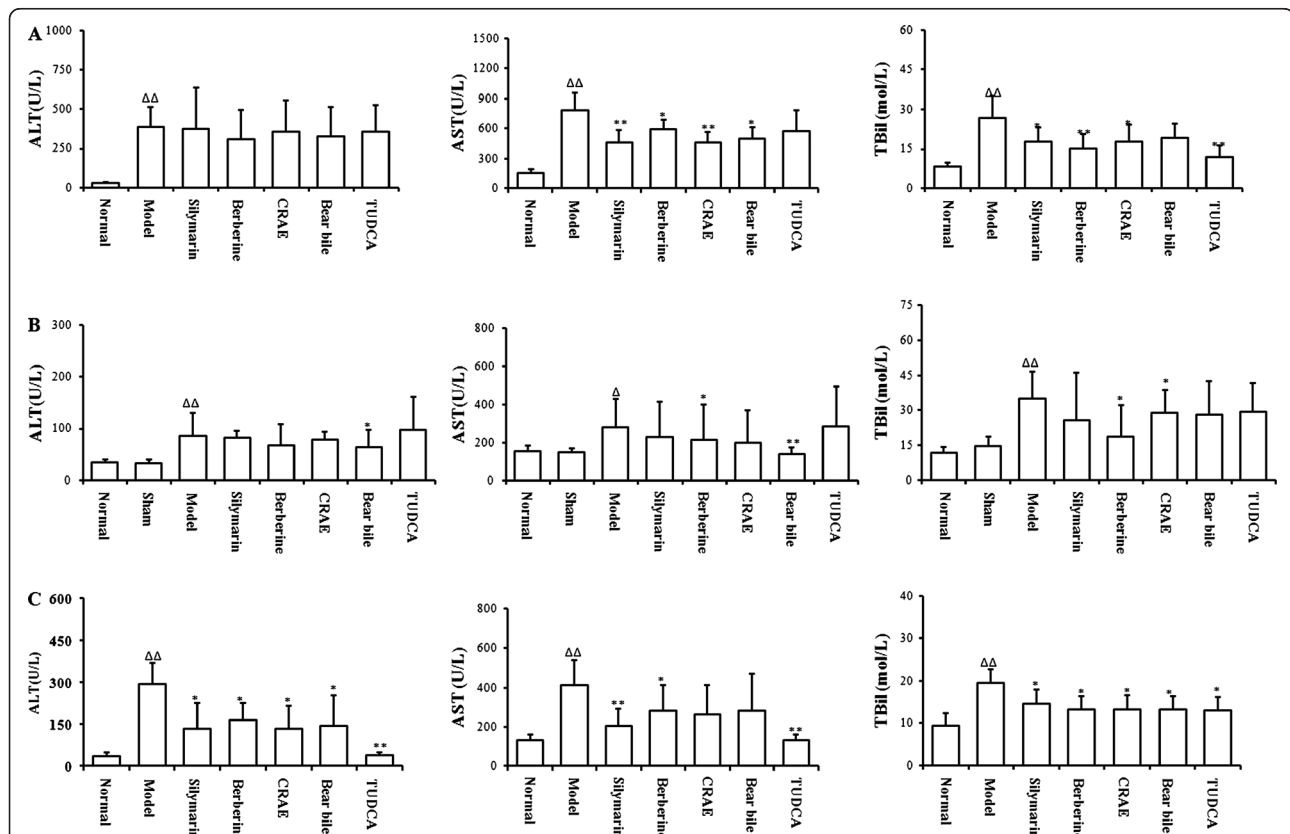 A
ALT(U/L)
1000
750
500
250
0
ΔΔ
Normal
Model
Silymarin
Berberine
CRAE
Bear bile
TUDCA
AST(U/L)
1500
1200
900
600
300
0
ΔΔ
**
*
**
*
Normal
Model
Silymarin
Berberine
CRAE
Bear bile
TUDCA
TBil(mol/L)
60
45
30
15
0
ΔΔ
*
**
*
**
Normal
Model
Silymarin
Berberine
CRAE
Bear bile
TUDCA
B
ALT(U/L)
300
200
100
0
ΔΔ
*
Normal
Sham
Model
Silymarin
Berberine
CRAE
Bear bile
TUDCA
AST(U/L)
800
600
400
200
0
Δ
*
**
Normal
Sham
Model
Silymarin
Berberine
CRAE
Bear bile
TUDCA
TBil(mol/L)
75
60
45
30
15
0
ΔΔ
*
*
Normal
Sham
Model
Silymarin
Berberine
CRAE
Bear bile
TUDCA
C
ALT(U/L)
600
450
300
150
0
ΔΔ
*
*
*
*
**
Normal
Model
Silymarin
Berberine
CRAE
Bear bile
TUDCA
AST(U/L)
800
600
400
200
0
ΔΔ
**
*
**
Normal
Model
Silymarin
Berberine
CRAE
Bear bile
TUDCA
TBil(mol/L)
40
30
20
10
0
ΔΔ
*
*
*
*
*
Normal
Model
Silymarin
Berberine
CRAE
Bear bile
TUDCA